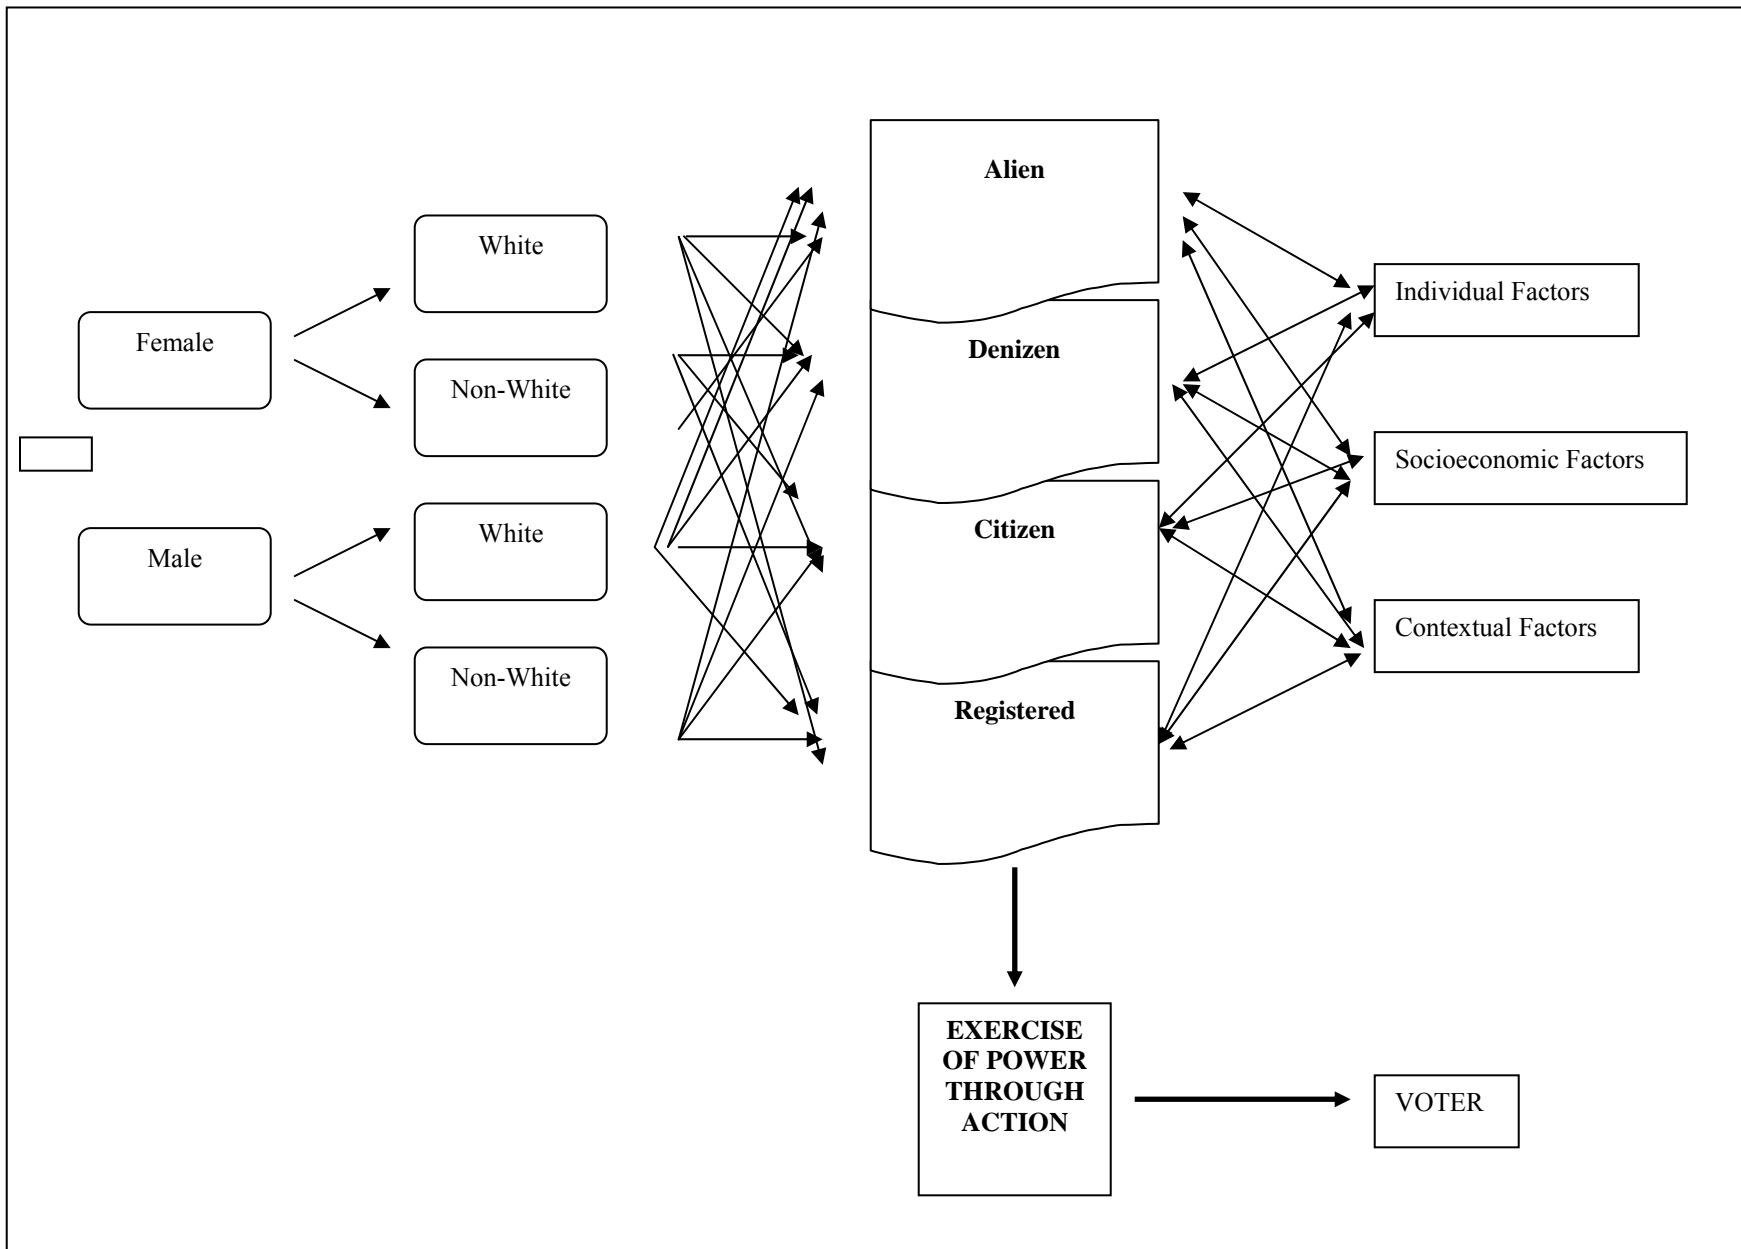 Female
Male
White
Non-White
White
Non-White
Alien
Denizen
Citizen
Registered
Individual Factors
Socioeconomic Factors
Contextual Factors
EXERCISE
OF POWER
THROUGH
ACTION
VOTER